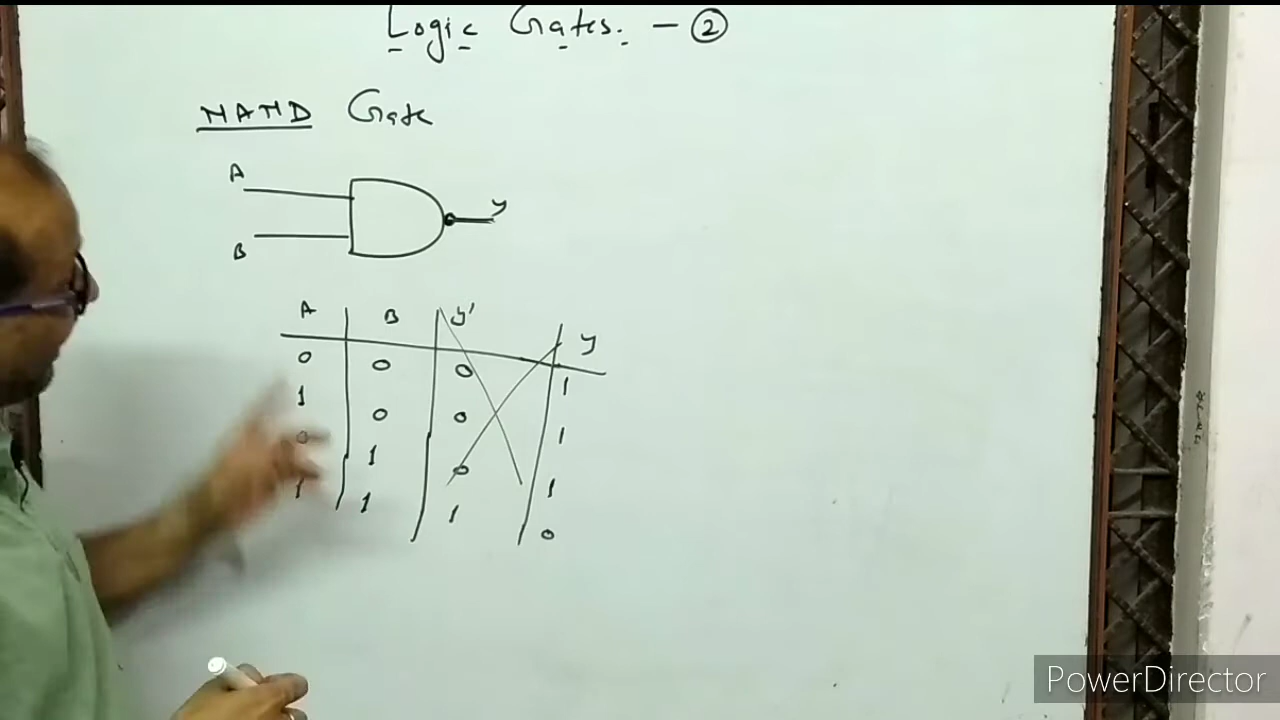 Logic Gates. - ②
NAND Gate
A
y
B
A B y' y
0 0 0 1
1 0 0 1
0 1 0 1
1 1 1 0
PowerDirector